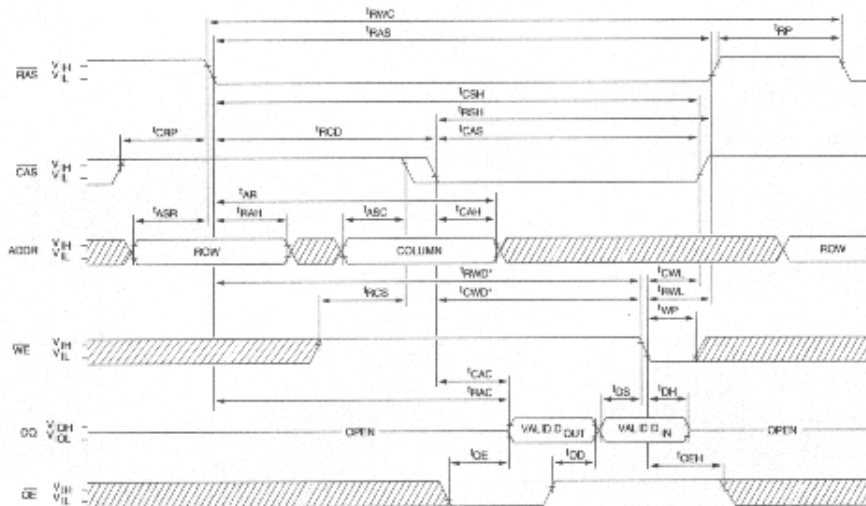 tRWC
tRAS
tRP
RAS VIH
VIL
tCSH
tRSH
tCRP
tRCD
tCAS
CAS VIH
VIL
tAR
tASR
tRAH
tASC
tCAH
ADDR VIH
VIL
ROW
COLUMN
ROW
tRWD*
tCWL
tRCS
tCWD*
tRWL
tWP
WE VIH
VIL
tCAC
tRAC
tDS
tDH
DQ VIOH
VIOL
OPEN
VALID DOUT
VALID DIN
OPEN
tOE
tOD
tOEH
OE VIH
VIL